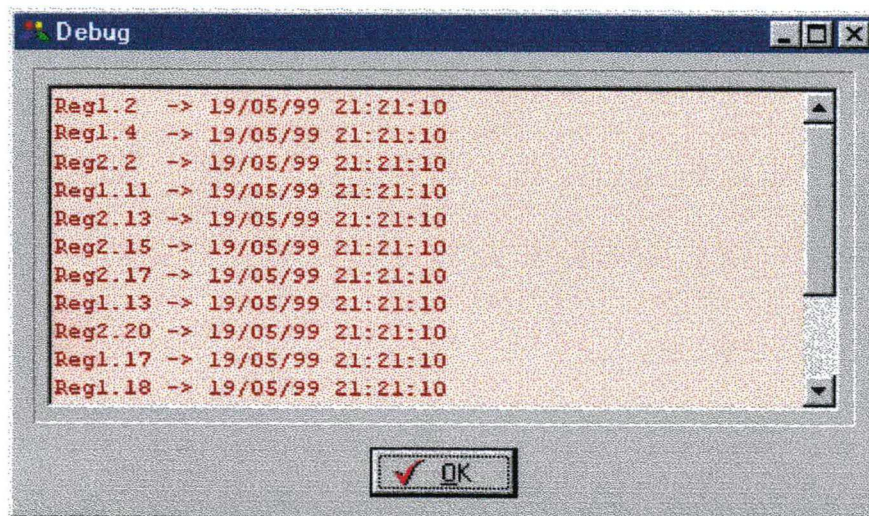 Debug
Reg1.2 -> 19/05/99 21:21:10
Reg1.4 -> 19/05/99 21:21:10
Reg2.2 -> 19/05/99 21:21:10
Reg1.11 -> 19/05/99 21:21:10
Reg2.13 -> 19/05/99 21:21:10
Reg2.15 -> 19/05/99 21:21:10
Reg2.17 -> 19/05/99 21:21:10
Reg1.13 -> 19/05/99 21:21:10
Reg2.20 -> 19/05/99 21:21:10
Reg1.17 -> 19/05/99 21:21:10
Reg1.18 -> 19/05/99 21:21:10
OK